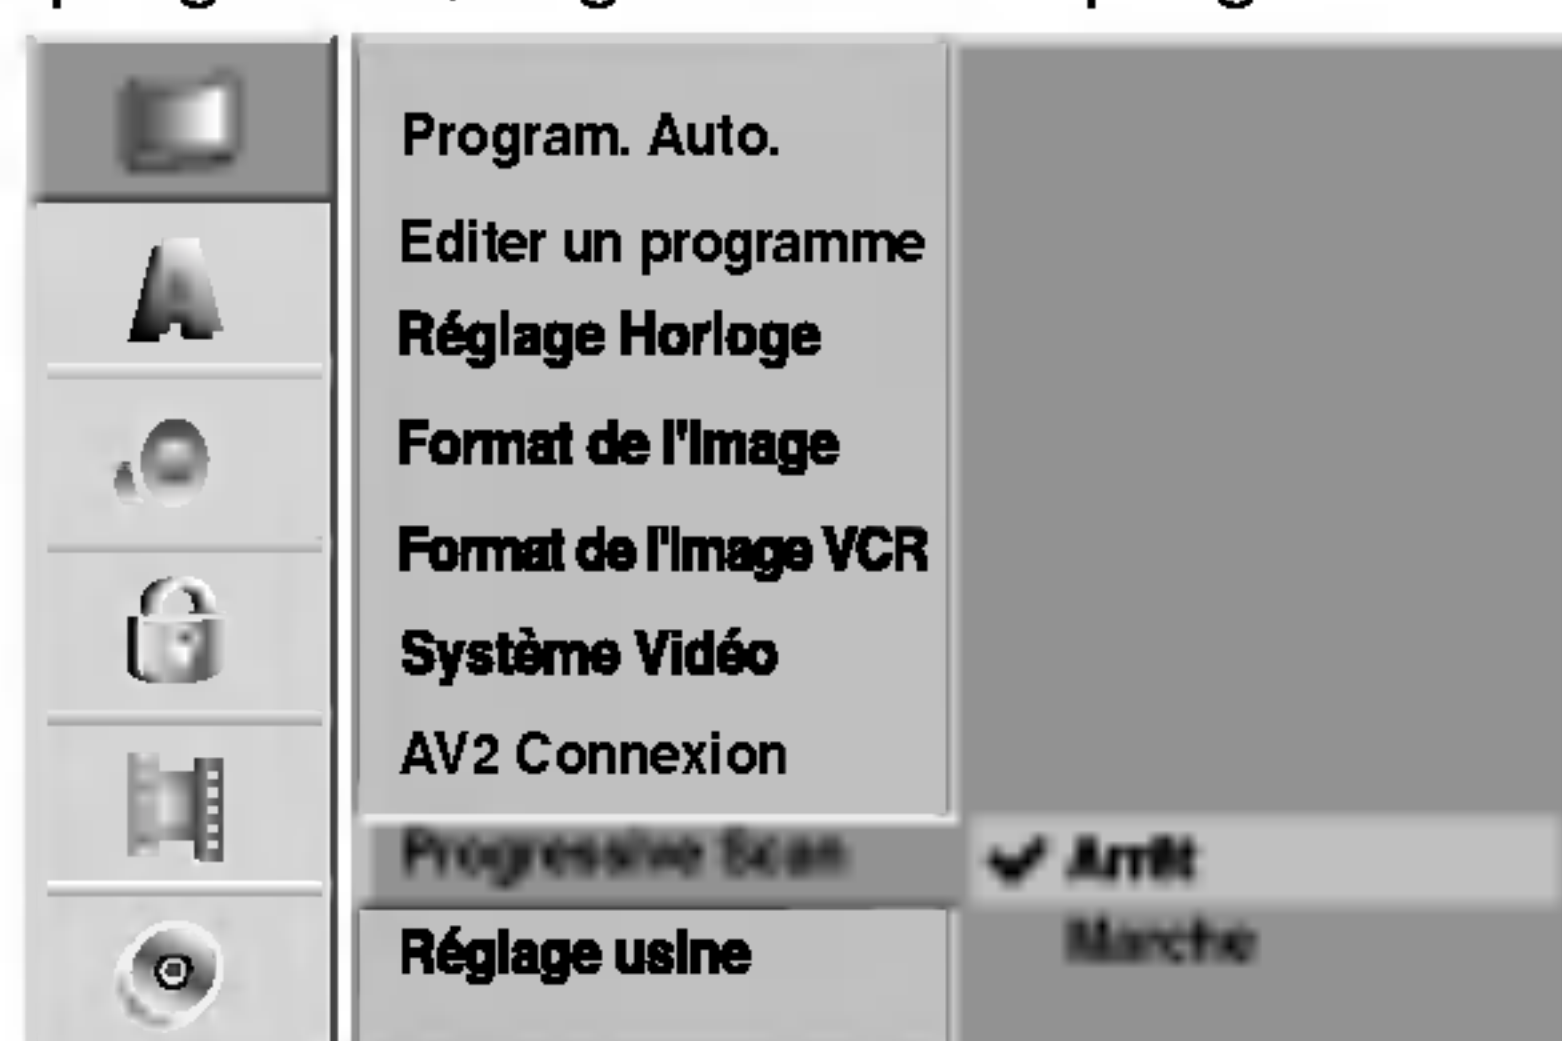 Program. Auto.
Editer un programme
Réglage Horloge
Format de l'Image
Format de l'Image VCR
Système Vidéo
AV2 Connexion
Progressive Scan
✔ Arrêt
Marche
Réglage usine